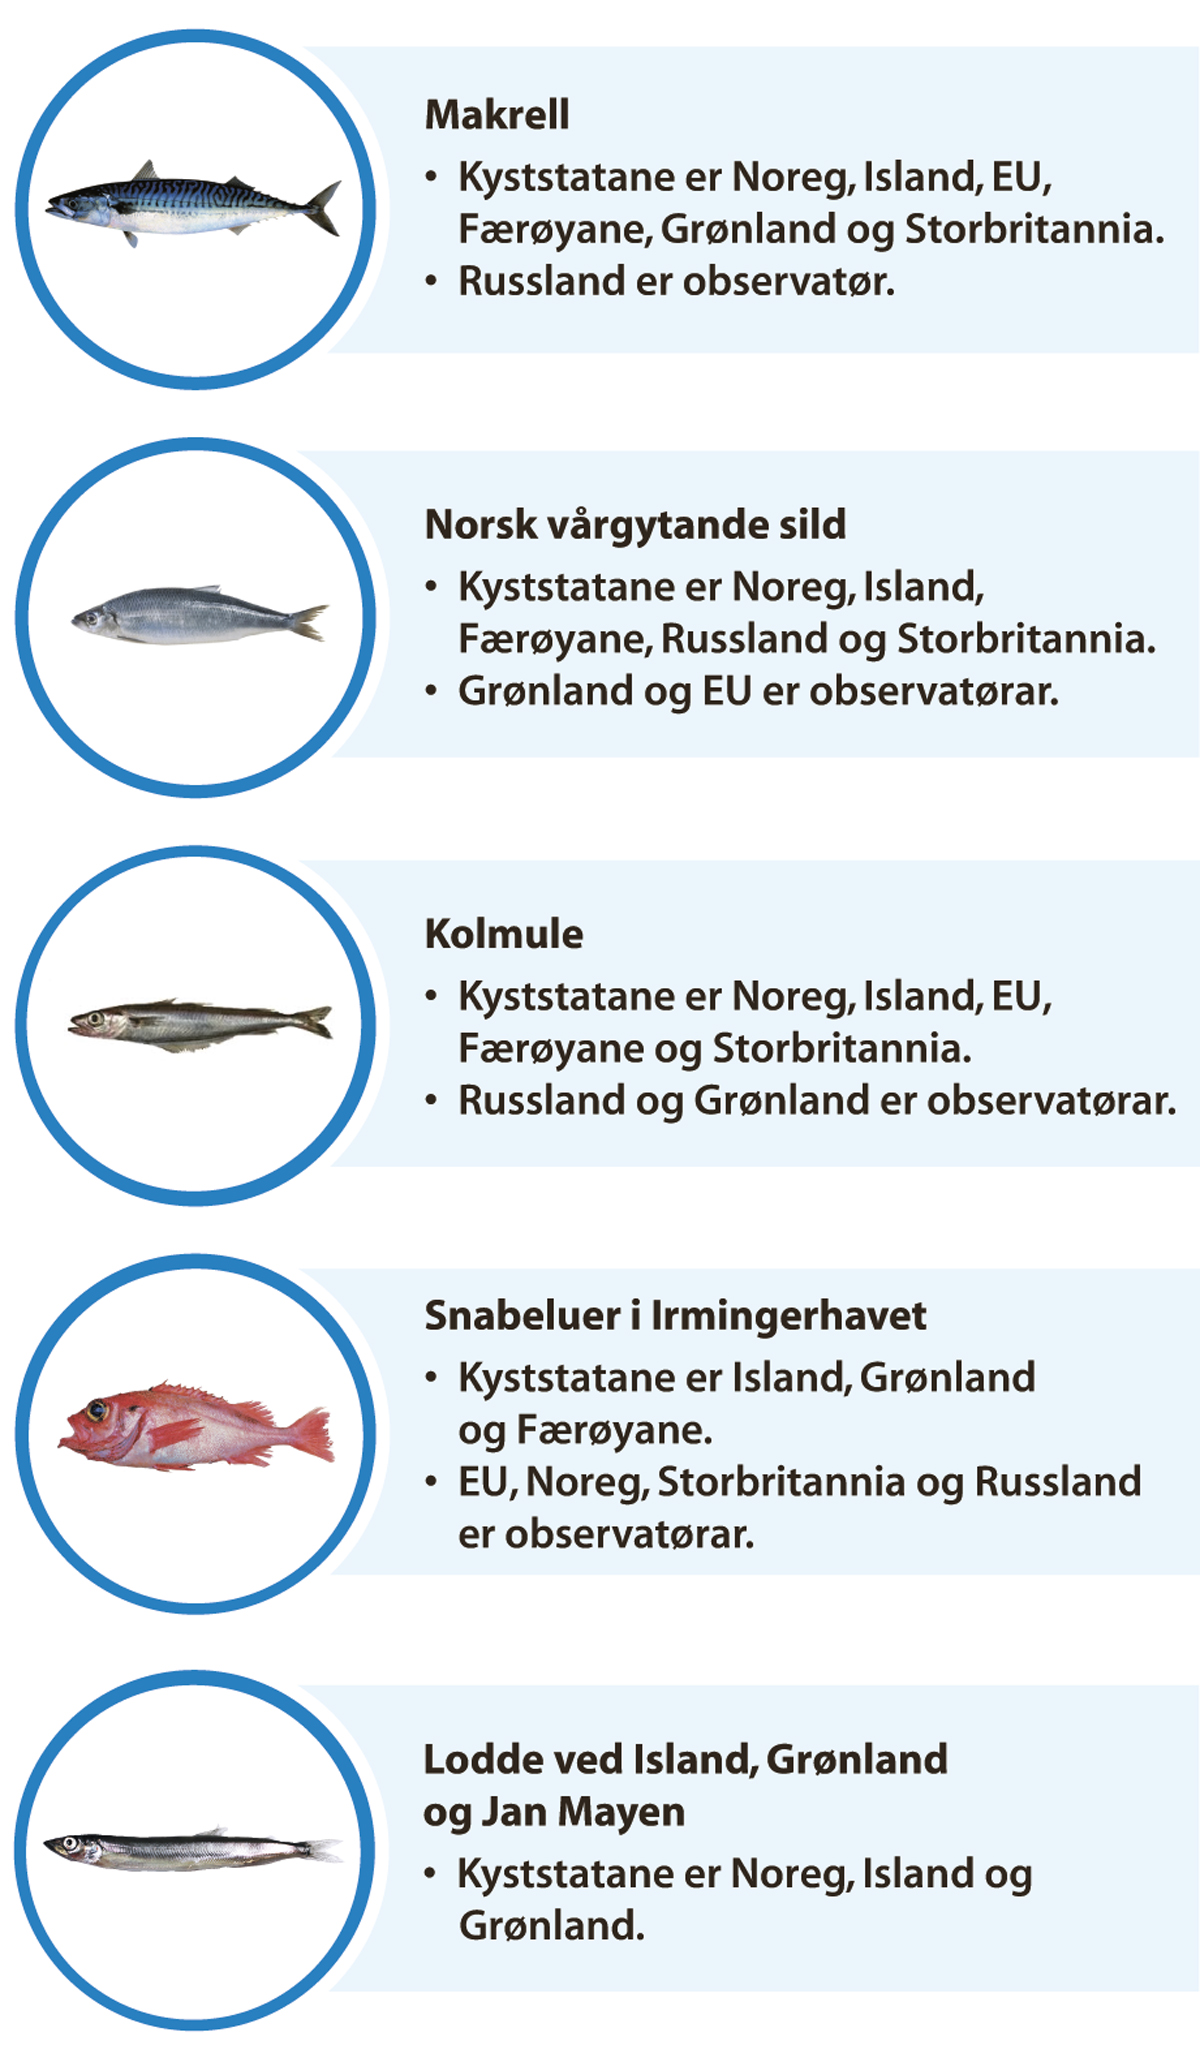 Makrell
• Kyststatane er Noreg, Island, EU,
Færøyane, Grønland og Storbritannia.
• Russland er observatør.
Norsk vårgytande sild
• Kyststatane er Noreg, Island,
Færøyane, Russland og Storbritannia.
• Grønland og EU er observatørar.
Kolmule
• Kyststatane er Noreg, Island, EU,
Færøyane og Storbritannia.
• Russland og Grønland er observatørar.
Snabeluer i Irmingerhavet
• Kyststatane er Island, Grønland
og Færøyane.
• EU, Noreg, Storbritannia og Russland
er observatørar.
Lodde ved Island, Grønland
og Jan Mayen
• Kyststatane er Noreg, Island og
Grønland.